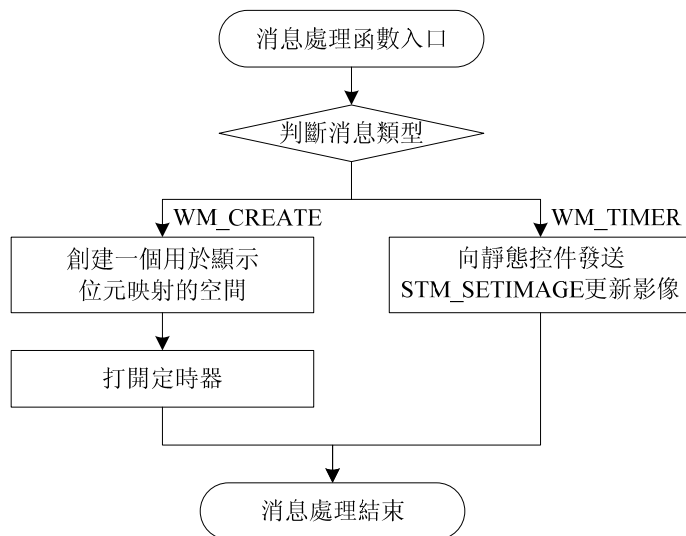 消息處理函數入口
判斷消息類型
WM_CREATE
WM_TIMER
創建一個用於顯示
位元映射的空間
向靜態控件發送
STM_SETIMAGE更新影像
打開定時器
消息處理結束